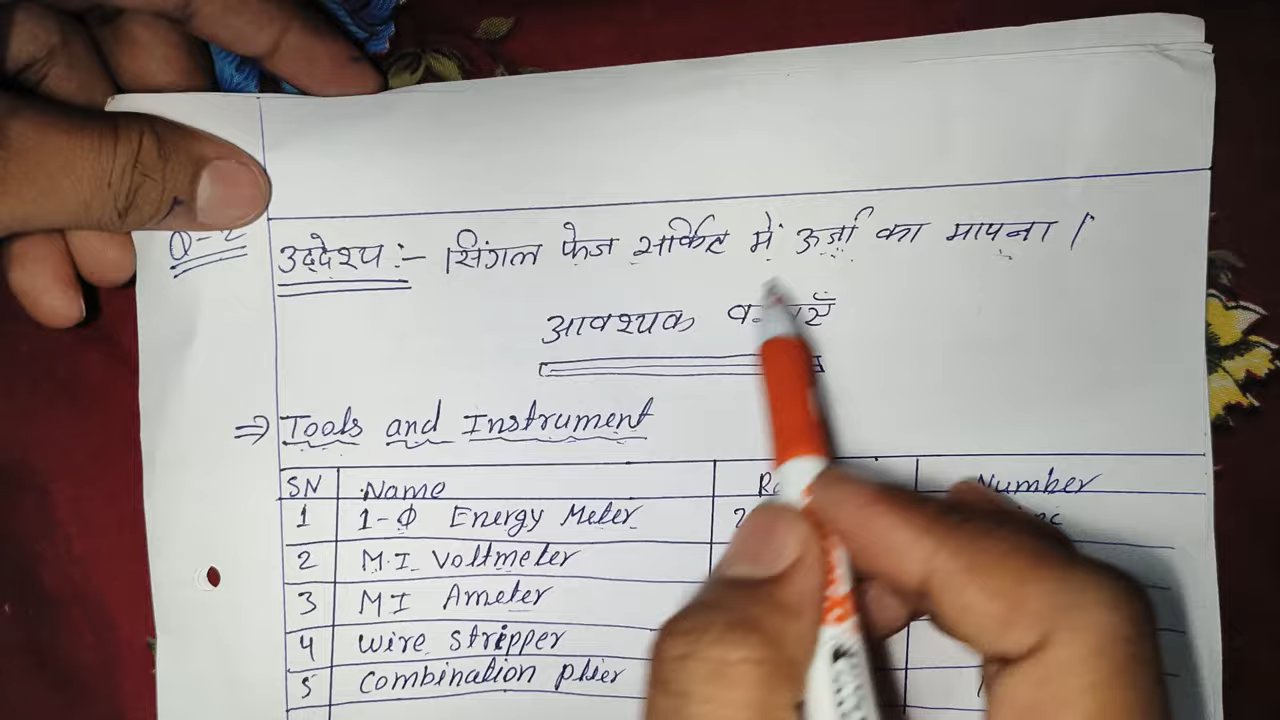 Q-2
उद्देश्य :- सिंगल फेज सर्किट में ऊर्जा का मापना |
आवश्यक
⇒ Tools and Instrument
SN Name Number
1 1-Φ Energy Meter
2 M.I Voltmeter
3 M I Ameter
4 wire stripper
5 Combination plier